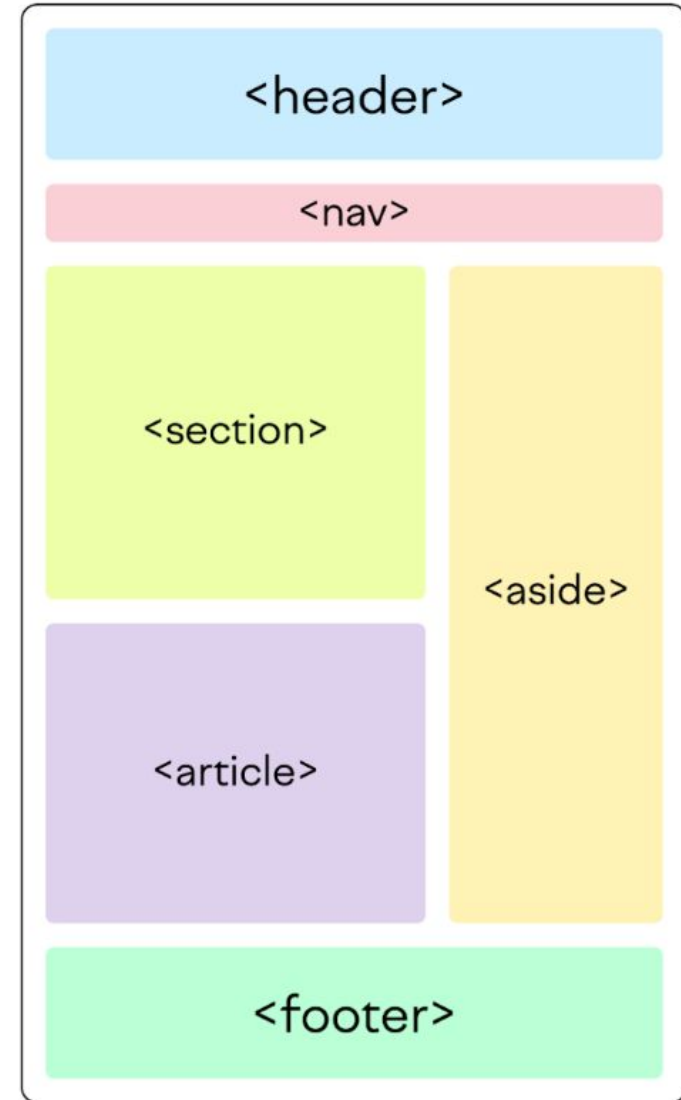 <header>
<nav>
<section>
<aside>
<article>
<footer>